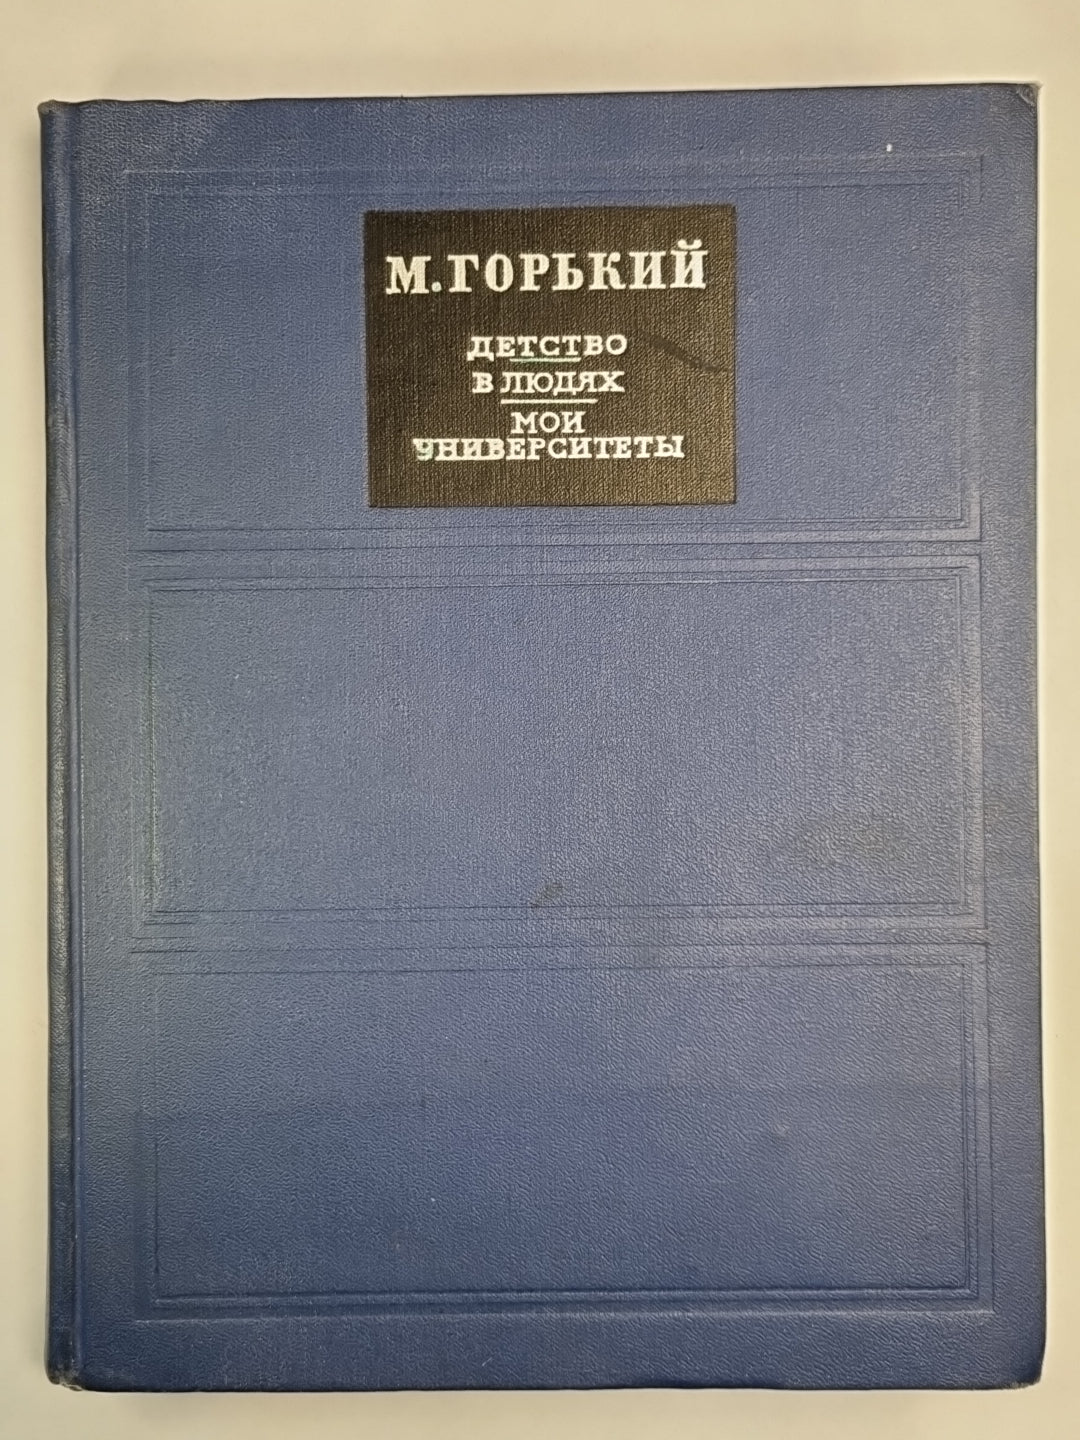 М.ГОРЬКИЙ
ДЕТСТВО
В ЛЮДЯХ
МОИ
УНИВЕРСИТЕТЫ